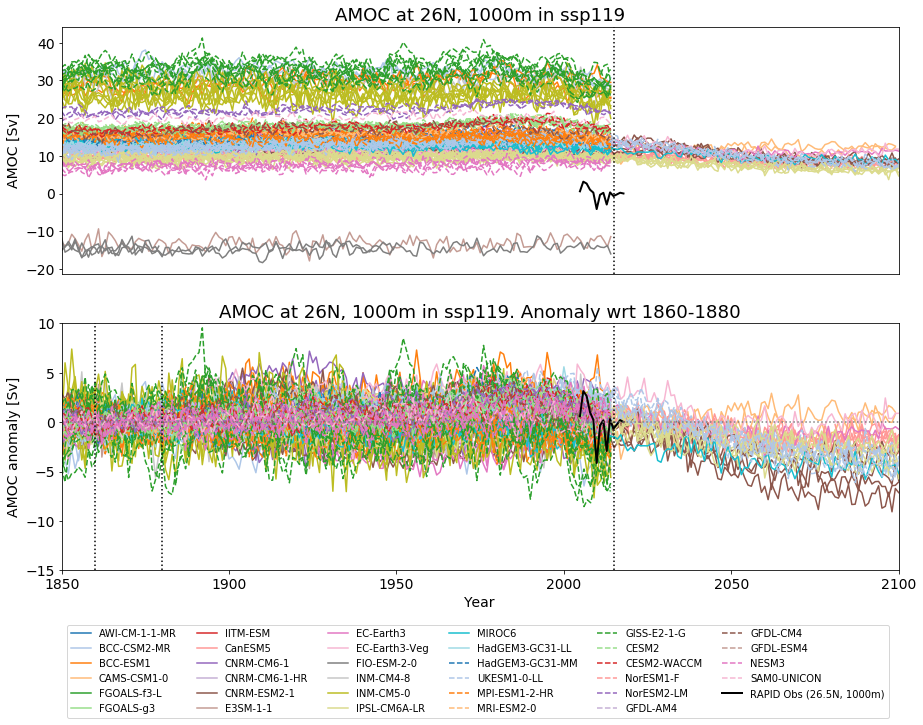 AMOC at 26N, 1000m in ssp119
AMOC [Sv]
40
30
20
10
0
−10
−20
AMOC at 26N, 1000m in ssp119. Anomaly wrt 1860-1880
AMOC anomaly [Sv]
10
5
0
−5
−10
−15
1850 1900 1950 2000 2050 2100
Year
AWI-CM-1-1-MR IITM-ESM EC-Earth3 MIROC6 GISS-E2-1-G GFDL-CM4
BCC-CSM2-MR CanESM5 EC-Earth3-Veg HadGEM3-GC31-LL CESM2 GFDL-ESM4
BCC-ESM1 CNRM-CM6-1 FIO-ESM-2-0 HadGEM3-GC31-MM CESM2-WACCM NESM3
CAMS-CSM1-0 CNRM-CM6-1-HR INM-CM4-8 UKESM1-0-LL NorESM1-F SAM0-UNICON
FGOALS-f3-L CNRM-ESM2-1 INM-CM5-0 MPI-ESM1-2-HR NorESM2-LM RAPID Obs (26.5N, 1000m)
FGOALS-g3 E3SM-1-1 IPSL-CM6A-LR MRI-ESM2-0 GFDL-AM4